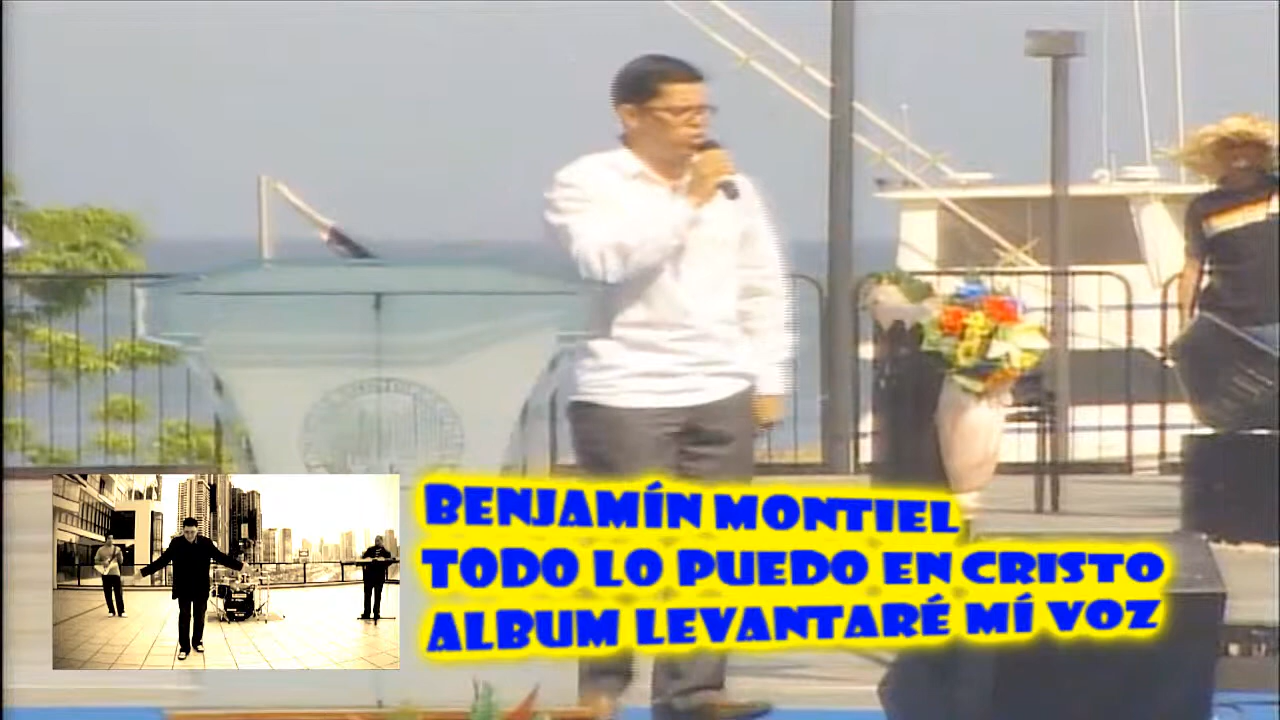 BENJAMÍN MONTIEL
TODO LO PUEDO EN CRISTO
ALBUM LEVANTARÉ MÍ VOZ